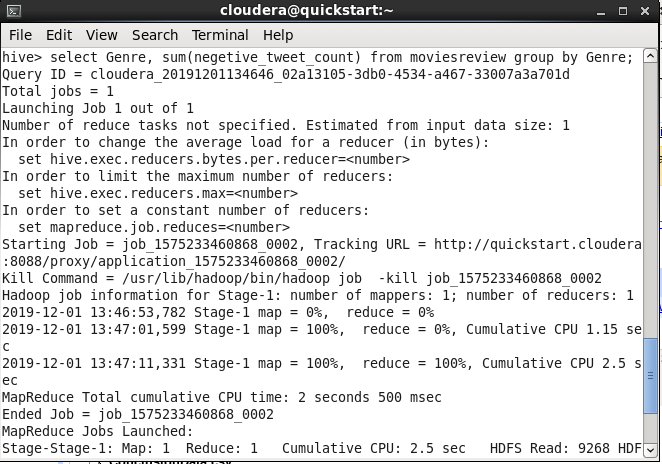 cloudera@quickstart:~
File Edit View Search Terminal Help
hive> select Genre, sum(negetive_tweet_count) from moviesreview group by Genre;
Query ID = cloudera_20191201134646_02a13105-3db0-4534-a467-33007a3a701d
Total jobs = 1
Launching Job 1 out of 1
Number of reduce tasks not specified. Estimated from input data size: 1
In order to change the average load for a reducer (in bytes):
  set hive.exec.reducers.bytes.per.reducer=<number>
In order to limit the maximum number of reducers:
  set hive.exec.reducers.max=<number>
In order to set a constant number of reducers:
  set mapreduce.job.reduces=<number>
Starting Job = job_1575233460868_0002, Tracking URL = http://quickstart.cloudera
:8088/proxy/application_1575233460868_0002/
Kill Command = /usr/lib/hadoop/bin/hadoop job  -kill job_1575233460868_0002
Hadoop job information for Stage-1: number of mappers: 1; number of reducers: 1
2019-12-01 13:46:53,782 Stage-1 map = 0%,  reduce = 0%
2019-12-01 13:47:01,599 Stage-1 map = 100%,  reduce = 0%, Cumulative CPU 1.15 se
c
2019-12-01 13:47:11,331 Stage-1 map = 100%,  reduce = 100%, Cumulative CPU 2.5 s
ec
MapReduce Total cumulative CPU time: 2 seconds 500 msec
Ended Job = job_1575233460868_0002
MapReduce Jobs Launched:
Stage-Stage-1: Map: 1  Reduce: 1   Cumulative CPU: 2.5 sec   HDFS Read: 9268 HDF